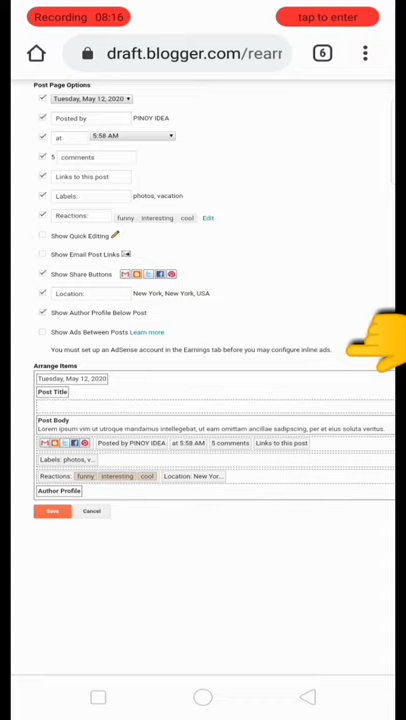 Recording 08:16
tap to enter
draft.blogger.com/rearr
6
Post Page Options
Tuesday, May 12, 2020
Posted by PINOY IDEA
at 5:58 AM
5 comments
Links to this post
Labels: photos, vacation
Reactions: funny interesting cool Edit
Show Quick Editing
Show Email Post Links
Show Share Buttons
Location: New York, New York, USA
Show Author Profile Below Post
Show Ads Between Posts Learn more
You must set up an AdSense account in the Earnings tab before you may configure inline ads.
Arrange Items
Tuesday, May 12, 2020
Post Title
Post Body
Lorem ipsum vim ut utroque mandamus intellegebat, ut eam omittam ancillae sadipscing, per et eius soluta veritus.
Posted by PINOY IDEA at 5:58 AM 5 comments Links to this post
Labels: photos, v...
Reactions: funny interesting cool Location: New Yor...
Author Profile
Save Cancel